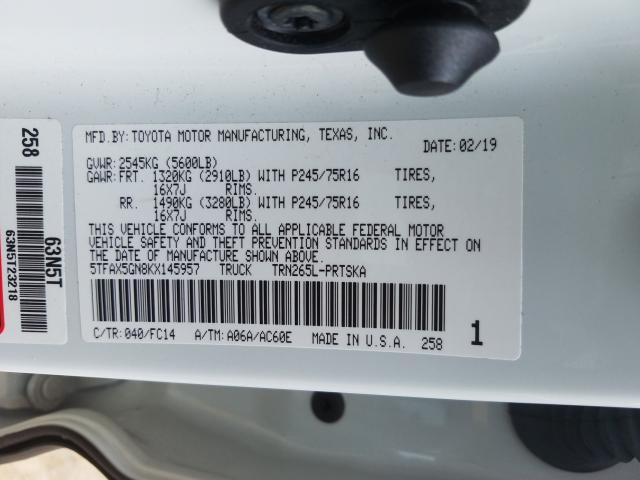 MFD.BY:TOYOTA MOTOR MANUFACTURING, TEXAS, INC. DATE:02/19
GVWR:2545KG (5600LB)
GAWR:FRT. 1320KG (2910LB) WITH P245/75R16 TIRES,
16X7J RIMS.
RR. 1490KG (3280LB) WITH P245/75R16 TIRES,
16X7J RIMS.
THIS VEHICLE CONFORMS TO ALL APPLICABLE FEDERAL MOTOR
VEHICLE SAFETY AND THEFT PREVENTION STANDARDS IN EFFECT ON
THE DATE OF MANUFACTURE SHOWN ABOVE.
5TFAX5GN8KX145957 TRUCK TRN265L-PRTSKA
C/TR:040/FC14 A/TM:A06A/AC60E MADE IN U.S.A. 258 1
258
63N5T
63N5T23218